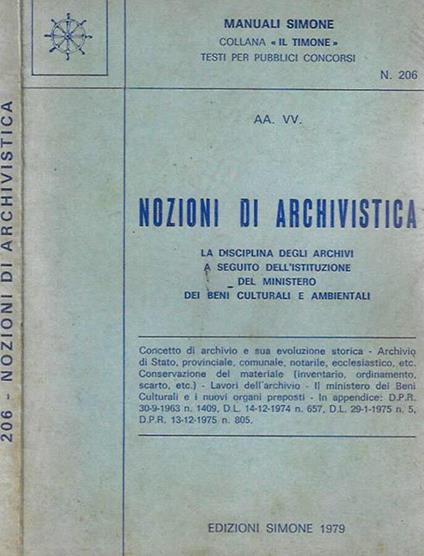 206 - NOZIONI DI ARCHIVISTICA
MANUALI SIMONE
COLLANA « IL TIMONE »
TESTI PER PUBBLICI CONCORSI
N. 206
AA. VV.
NOZIONI DI ARCHIVISTICA
LA DISCIPLINA DEGLI ARCHIVI
A SEGUITO DELL'ISTITUZIONE
DEL MINISTERO
DEI BENI CULTURALI E AMBIENTALI
Concetto di archivio e sua evoluzione storica - Archivio
di Stato, provinciale, comunale, notarile, ecclesiastico, etc.
Conservazione del materiale (inventario, ordinamento,
scarto, etc.) - Lavori dell'archivio - Il ministero dei Beni
Culturali e i nuovi organi preposti - In appendice: D.P.R.
30-9-1963 n. 1409, D.L. 14-12-1974 n. 657, D.L. 29-1-1975 n. 5,
D.P.R. 13-12-1975 n. 805.
EDIZIONI SIMONE 1979